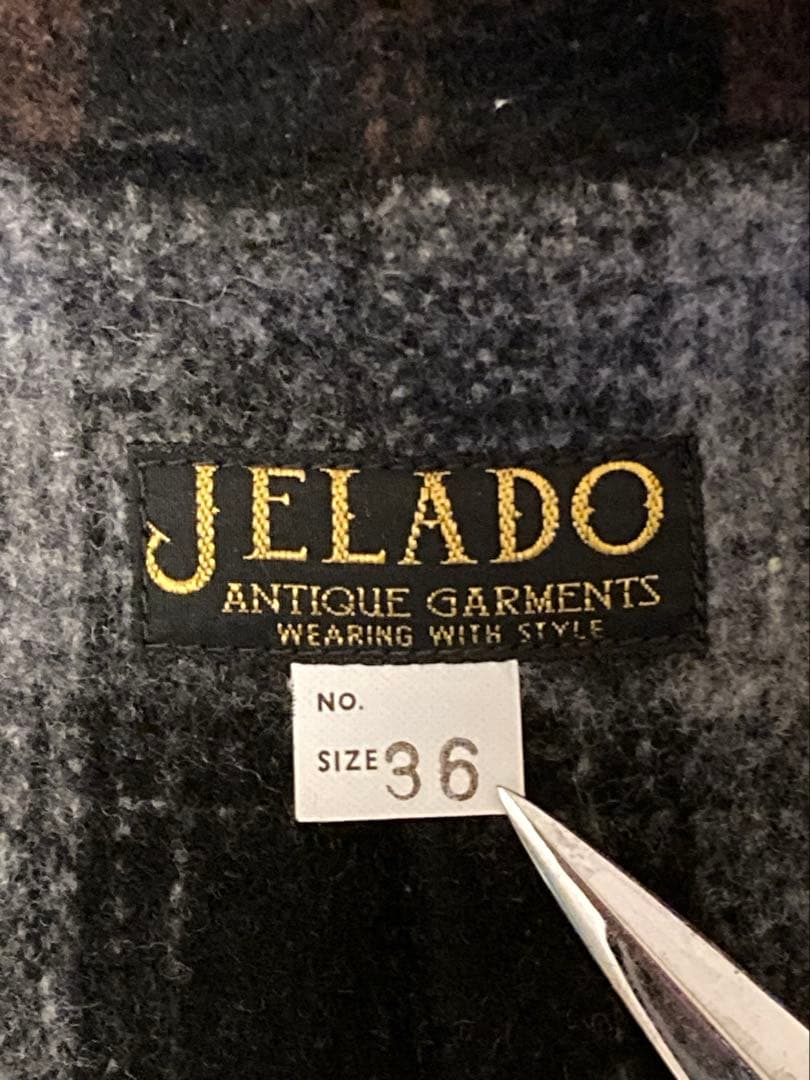 JELADO
ANTIQUE GARMENTS
WEARING WITH STYLE
NO.
SIZE 36